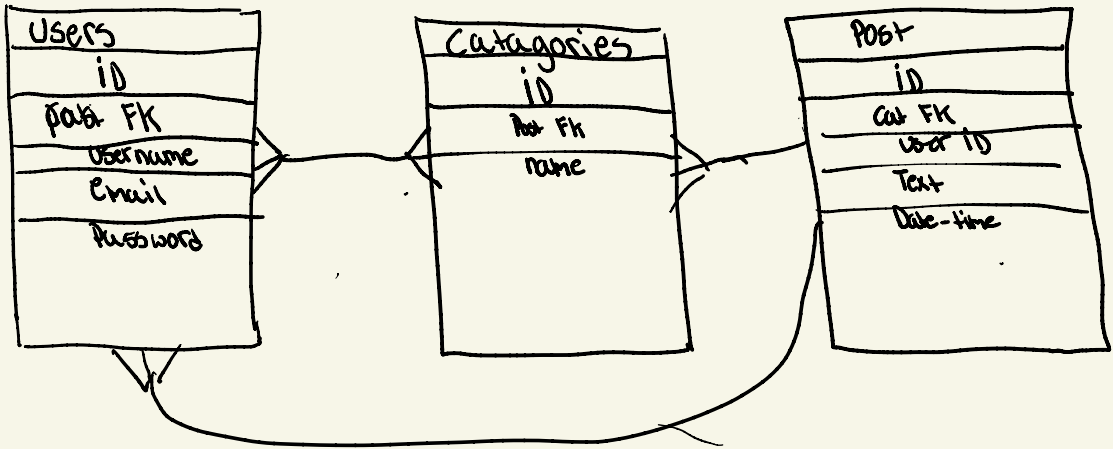 Users
iD
Post FK
username
Email
Password
Catagories
iD
Post FK
name
Post
iD
Cat FK
user iD
Text
Date-time